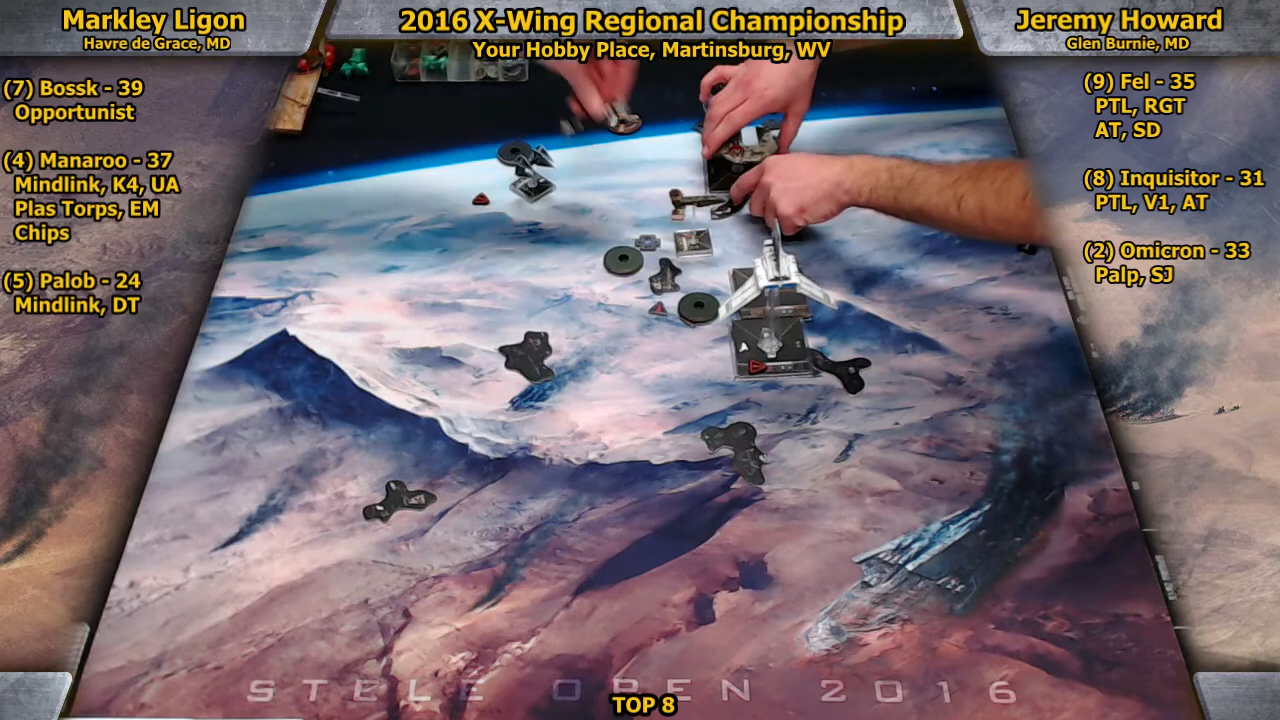 Markley Ligon
Havre de Grace, MD
2016 X-Wing Regional Championship
Your Hobby Place, Martinsburg, WV
Jeremy Howard
Glen Burnie, MD
(7) Bossk - 39
Opportunist
(4) Manaroo - 37
Mindlink, K4, UA
Plas Torps, EM
Chips
(5) Palob - 24
Mindlink, DT
(9) Fel - 35
PTL, RGT
AT, SD
(8) Inquisitor - 31
PTL, V1, AT
(2) Omicron - 33
Palp, SJ
STELE OPEN 2016
TOP 8